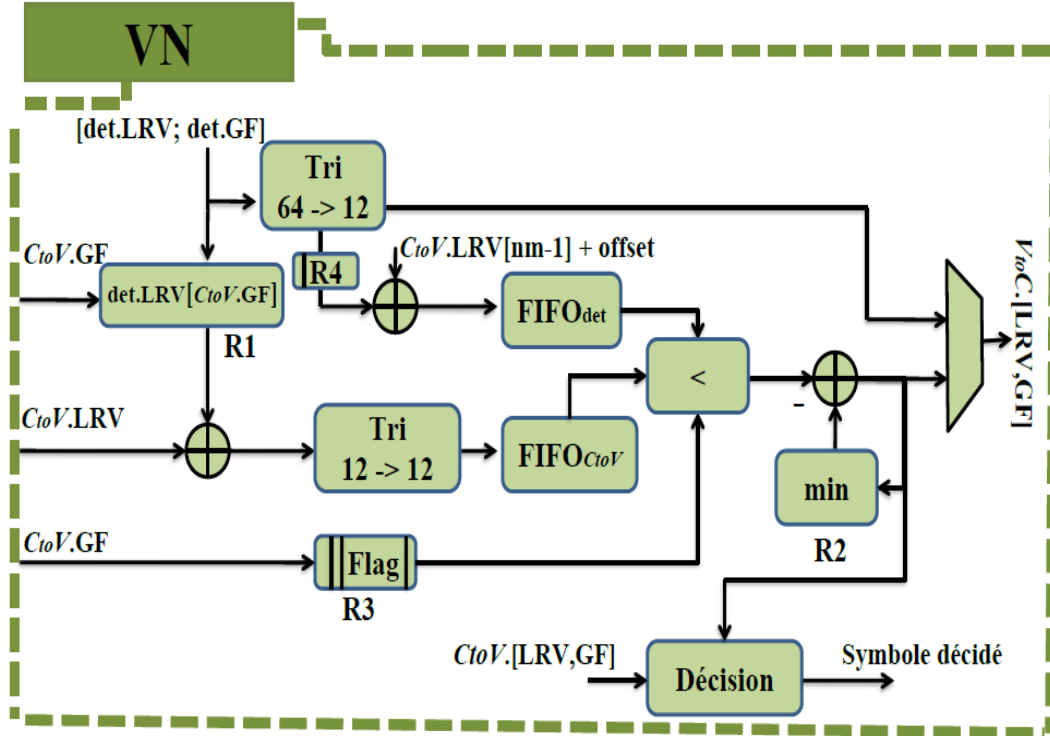 VN
[det.LRV; det.GF]
Tri
64 -> 12
CtoV.GF
R4
CtoV.LRV[nm-1] + offset
det.LRV[CtoV.GF]
FIFOdet
R1
<
VtoC.[LRV,GF]
CtoV.LRV
Tri
12 -> 12
FIFOCtoV
-
min
CtoV.GF
Flag
R2
R3
CtoV.[LRV,GF]
Décision
Symbole décidé